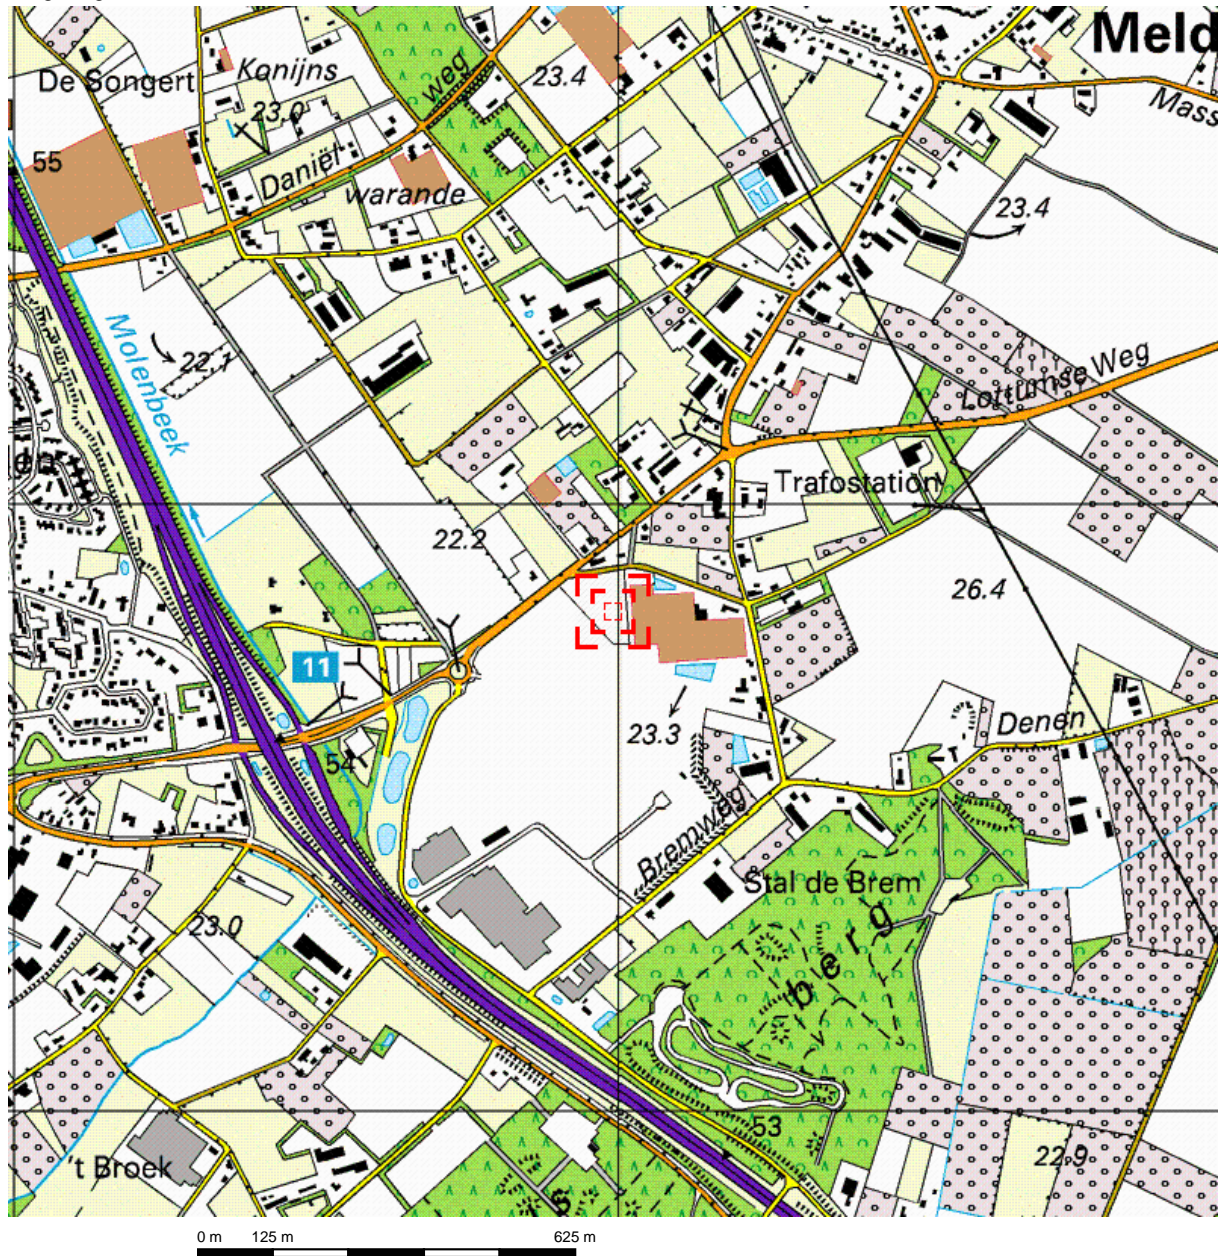 Meld
De Songert
Konijns
weg
23.4
Mass
23.0
55
Daniël
warande
23.4
Molenbeek
22.1
Lottumse Weg
en
Trafostation
22.2
26.4
11
Denen
23.3
54
Bremweg
Stal de Brem
berg
23.0
53
't Broek
22.9
s
0 m 125 m 625 m